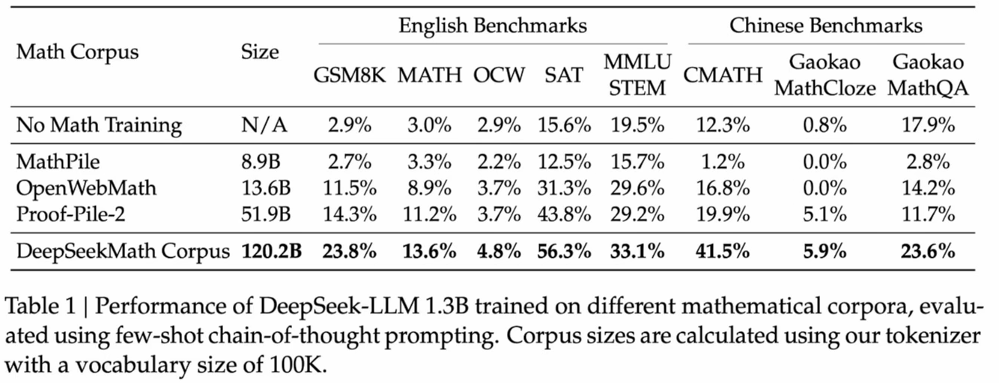 English Benchmarks Chinese Benchmarks
Math Corpus Size GSM8K MATH OCW SAT MMLU STEM CMATH Gaokao MathCloze Gaokao MathQA
No Math Training N/A 2.9% 3.0% 2.9% 15.6% 19.5% 12.3% 0.8% 17.9%
MathPile 8.9B 2.7% 3.3% 2.2% 12.5% 15.7% 1.2% 0.0% 2.8%
OpenWebMath 13.6B 11.5% 8.9% 3.7% 31.3% 29.6% 16.8% 0.0% 14.2%
Proof-Pile-2 51.9B 14.3% 11.2% 3.7% 43.8% 29.2% 19.9% 5.1% 11.7%
DeepSeekMath Corpus 120.2B 23.8% 13.6% 4.8% 56.3% 33.1% 41.5% 5.9% 23.6%
Table 1 | Performance of DeepSeek-LLM 1.3B trained on different mathematical corpora, evalu-
ated using few-shot chain-of-thought prompting. Corpus sizes are calculated using our tokenizer
with a vocabulary size of 100K.